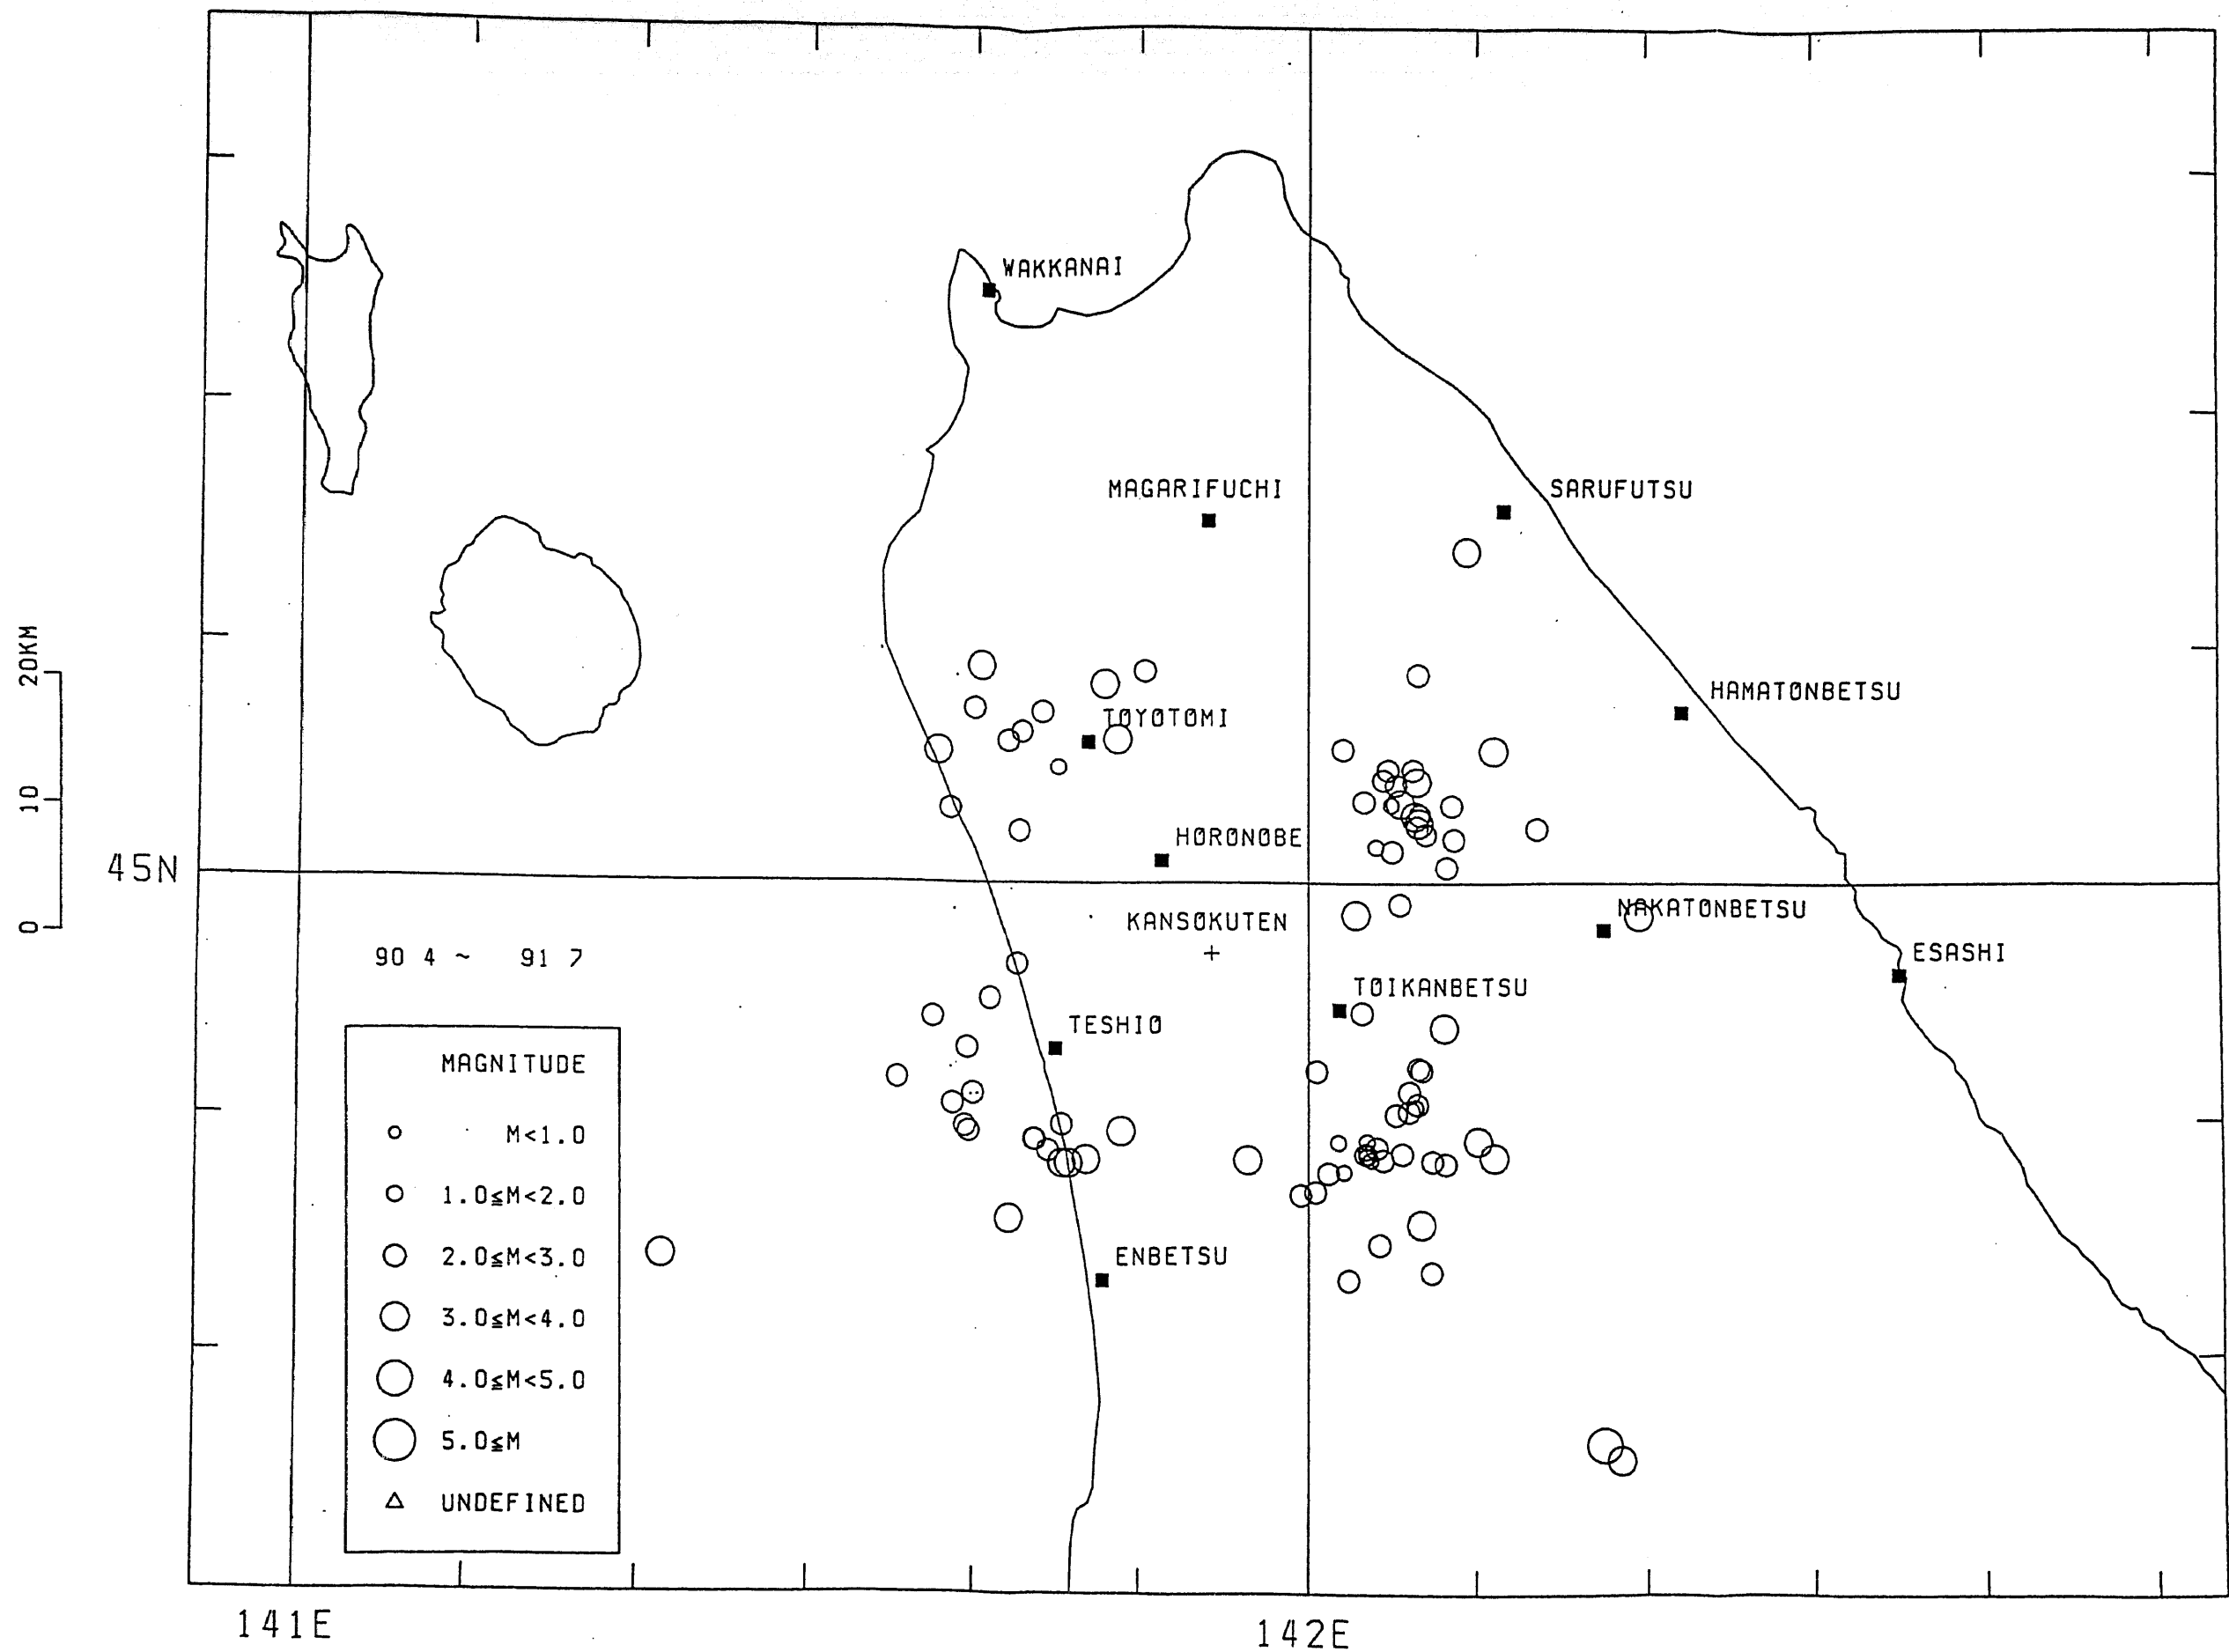 WAKKANAI
MAGARIFUCHI
SARUFUTSU
HAMATONBETSU
TOYOTOMI
HORONOBE
45N
NAKATONBETSU
KANSOKUTEN
ESASHI
TOIKANBETSU
TESHIO
ENBETSU
20KM
10
0
90 4 ~ 91 7
MAGNITUDE
M<1.0
1.0≦M<2.0
2.0≦M<3.0
3.0≦M<4.0
4.0≦M<5.0
5.0≦M
UNDEFINED
141E
142E